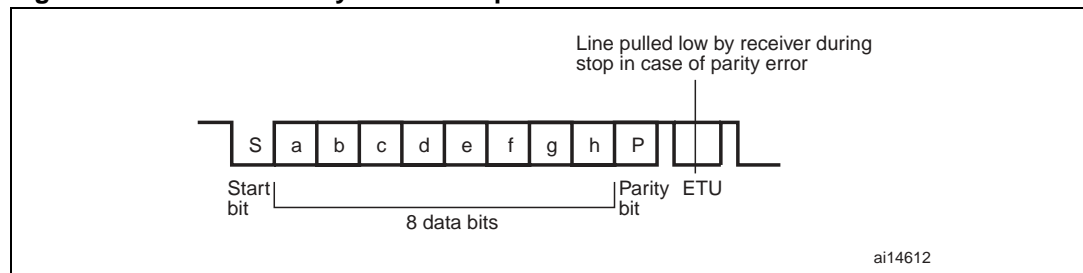 Line pulled low by receiver during
stop in case of parity error
S a b c d e f g h P
Start
bit
8 data bits
Parity
bit
ETU
ai14612